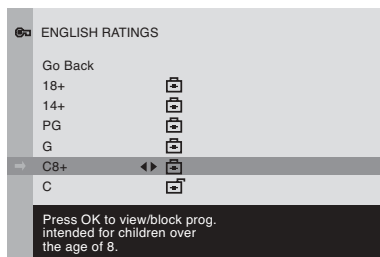 ENGLISH RATINGS
Go Back
18+
14+
PG
G
C8+
C
Press OK to view/block prog.
intended for children over
the age of 8.